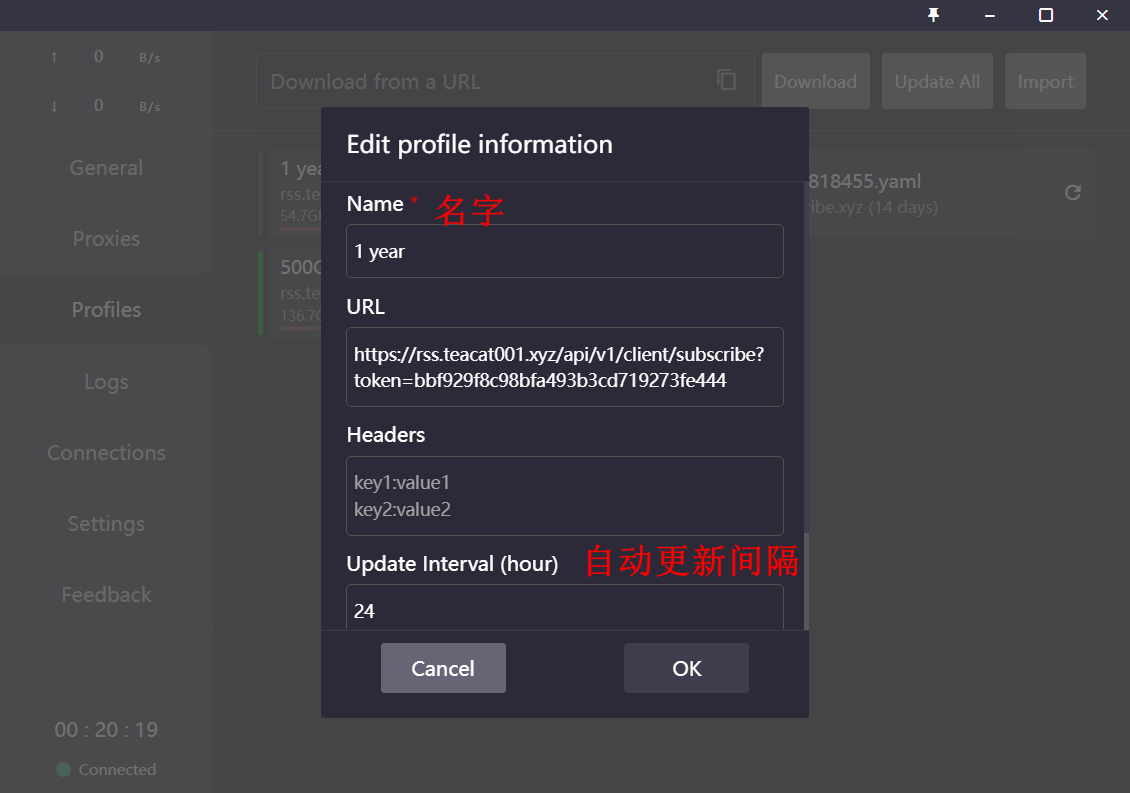 ↑ 0 B/s
↓ 0 B/s
General
Proxies
Profiles
Logs
Connections
Settings
Feedback
00 : 20 : 19
Connected
Download from a URL
Download
Update All
Import
1 yea
rss.te
54.7G
500G
rss.te
136.7G
818455.yaml
ibe.xyz (14 days)
Edit profile information
Name * 名字
1 year
URL
https://rss.teacat001.xyz/api/v1/client/subscribe?
token=bbf929f8c98bfa493b3cd719273fe444
Headers
key1:value1
key2:value2
Update Interval (hour) 自动更新间隔
24
Cancel
OK